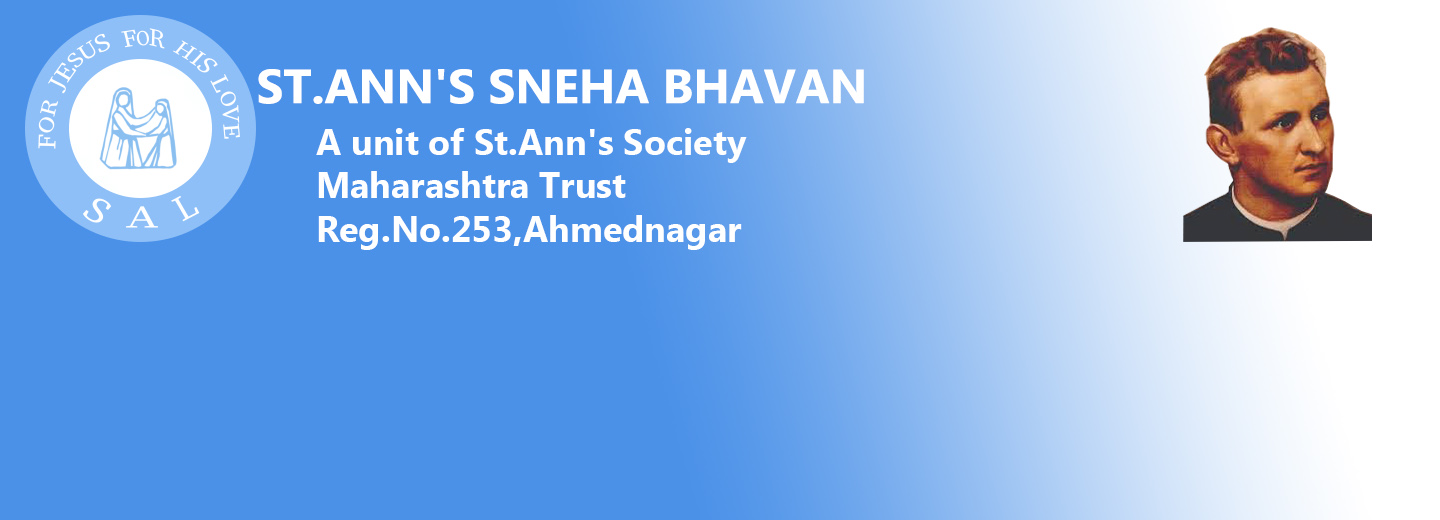 FOR JESUS FOR HIS LOVE
S A L
ST.ANN'S SNEHA BHAVAN
A unit of St.Ann's Society
Maharashtra Trust
Reg.No.253,Ahmednagar